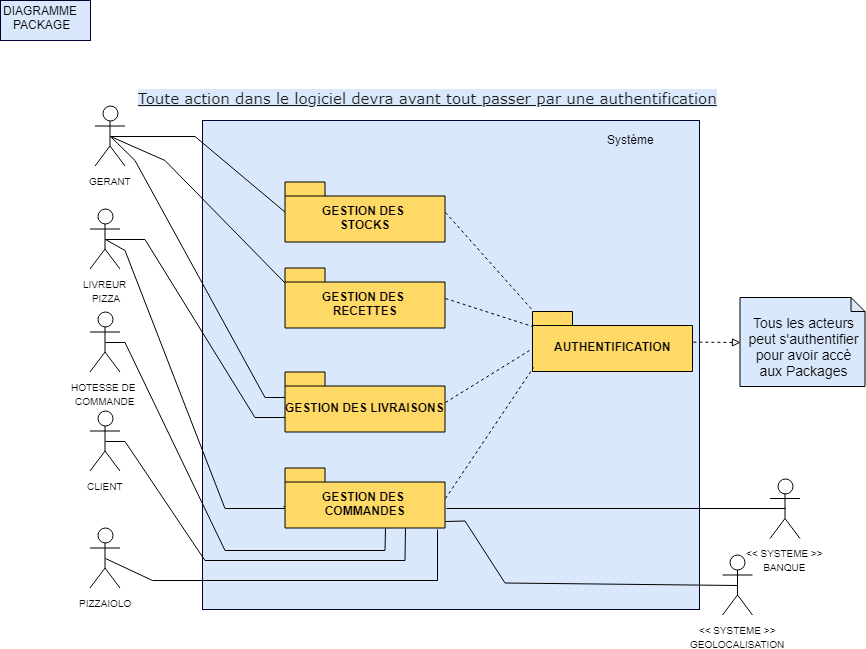 DIAGRAMME
PACKAGE
Toute action dans le logiciel devra avant tout passer par une authentification
Systéme
GERANT
GESTION DES
STOCKS
LIVREUR
PIZZA
GESTION DES
RECETTES
HOTESSE DE
COMMANDE
AUTHENTIFICATION
Tous les acteurs
peut s'authentifier
pour avoir accè
aux Packages
GESTION DES LIVRAISONS
CLIENT
GESTION DES
COMMANDES
PIZZAIOLO
<< SYSTEME >>
BANQUE
<< SYSTEME >>
GEOLOCALISATION